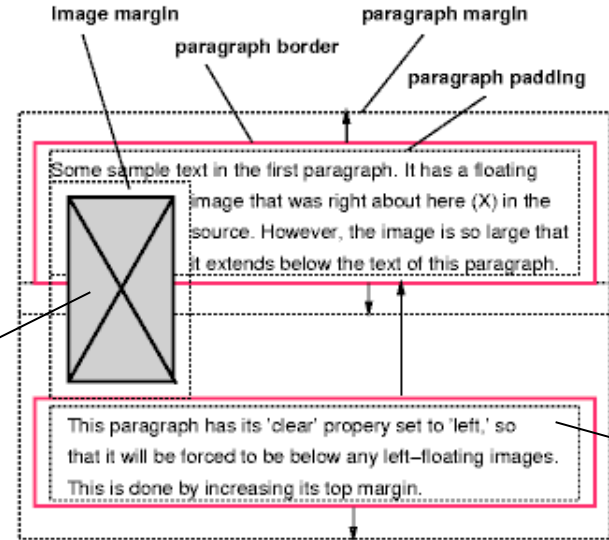 image margin
paragraph margin
paragraph border
paragraph padding
Some sample text in the first paragraph. It has a floating
image that was right about here (X) in the
source. However, the image is so large that
it extends below the text of this paragraph.
This paragraph has its 'clear' propery set to 'left,' so
that it will be forced to be below any left–floating images.
This is done by increasing its top margin.